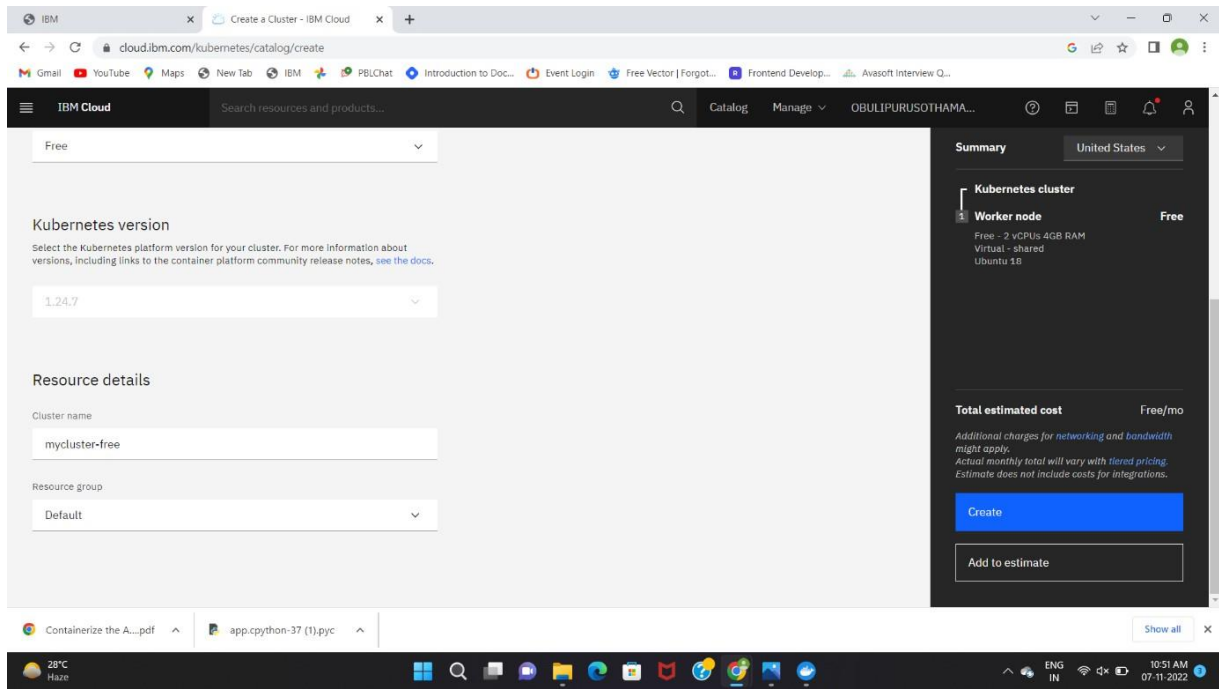 IBM
Create a Cluster - IBM Cloud
cloud.ibm.com/kubernetes/catalog/create
Gmail YouTube Maps New Tab IBM PBLChat Introduction to Doc... Event Login Free Vector | Forgot... Frontend Develop... Avasoft Interview Q...
IBM Cloud Search resources and products... Catalog Manage OBULIPURUSOTHAMA...
Free
Kubernetes version
Select the Kubernetes platform version for your cluster. For more information about
versions, including links to the container platform community release notes, see the docs.
1.24.7
Resource details
Cluster name
mycluster-free
Resource group
Default
Summary United States
Kubernetes cluster
1 Worker node Free
Free - 2 vCPUs 4GB RAM
Virtual - shared
Ubuntu 18
Total estimated cost Free/mo
Additional charges for networking and bandwidth
might apply.
Actual monthly total will vary with tiered pricing.
Estimate does not include costs for integrations.
Create
Add to estimate
Containerize the A....pdf app.cpython-37 (1).pyc Show all
28°C
Haze
ENG
IN
10:51 AM
07-11-2022
3